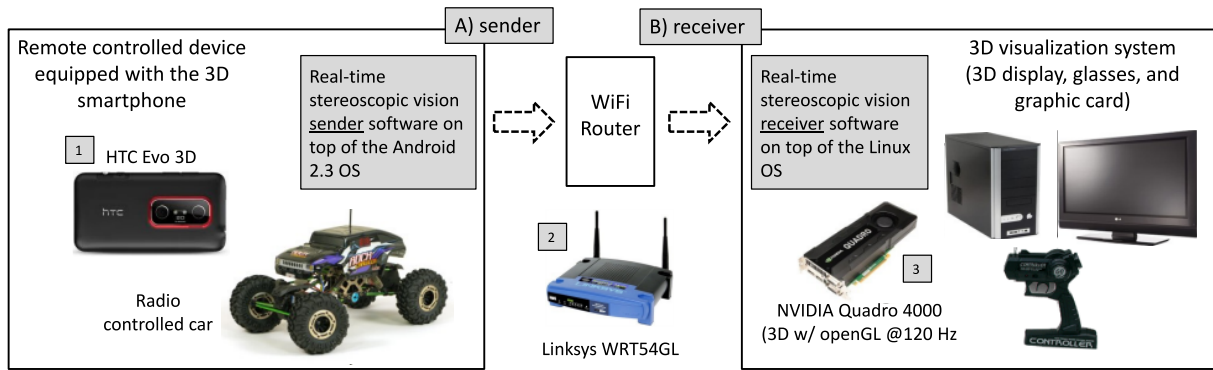 A) sender
B) receiver
Remote controlled device
equipped with the 3D
smartphone
1
HTC Evo 3D
hTC
Real-time
stereoscopic vision
sender software on
top of the Android
2.3 OS
Radio
controlled car
WiFi
Router
2
Linksys WRT54GL
Real-time
stereoscopic vision
receiver software
on top of the Linux
OS
3D visualization system
(3D display, glasses, and
graphic card)
QUADRO
3
NVIDIA Quadro 4000
(3D w/ openGL @120 Hz
CONTROLLER
CONTROLLER